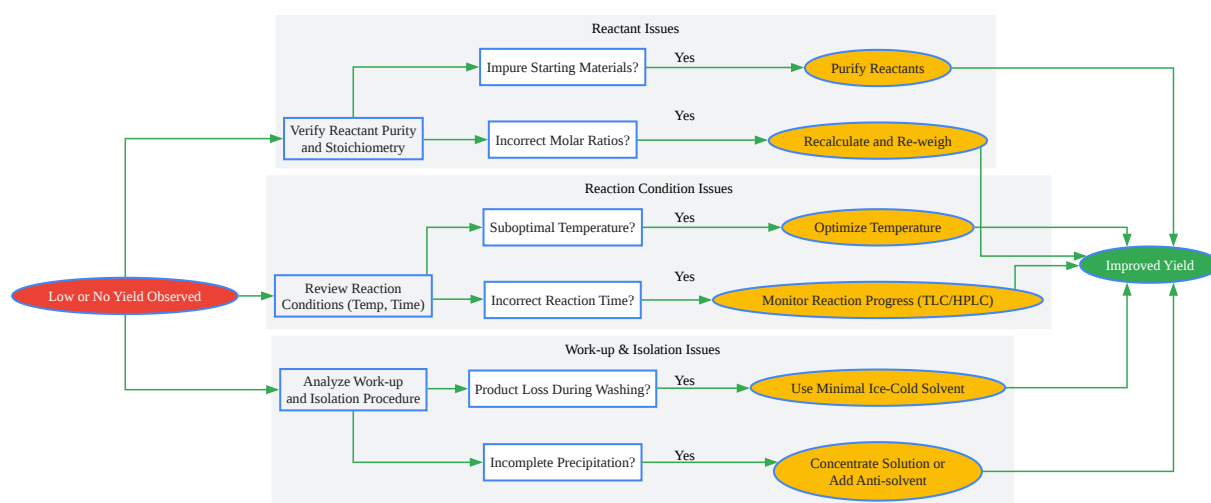 Reactant Issues
Impure Starting Materials?
Yes
Purify Reactants
Verify Reactant Purity
and Stoichiometry
Incorrect Molar Ratios?
Yes
Recalculate and Re-weigh
Reaction Condition Issues
Suboptimal Temperature?
Yes
Optimize Temperature
Low or No Yield Observed
Review Reaction
Conditions (Temp, Time)
Incorrect Reaction Time?
Yes
Monitor Reaction Progress (TLC/HPLC)
Improved Yield
Work-up & Isolation Issues
Analyze Work-up
and Isolation Procedure
Product Loss During Washing?
Yes
Use Minimal Ice-Cold Solvent
Incomplete Precipitation?
Yes
Concentrate Solution or
Add Anti-solvent